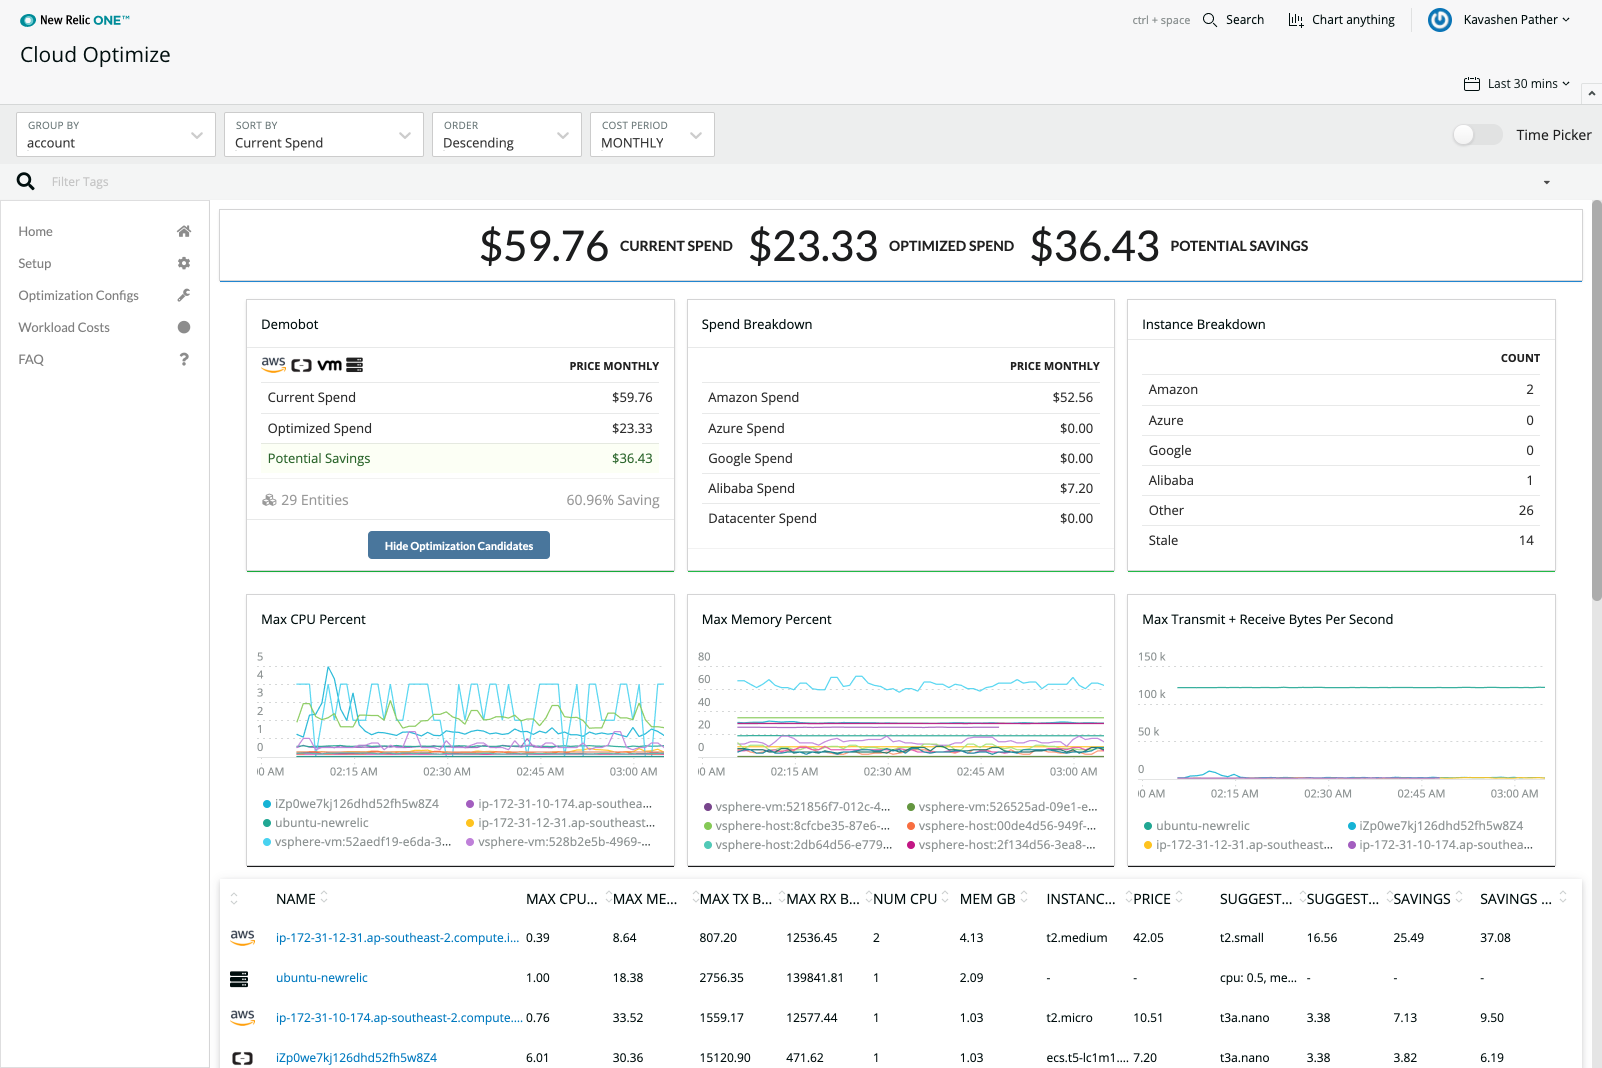 New Relic ONE™
ctrl + space Search Chart anything Kavashen Pather
Cloud Optimize
Last 30 mins
GROUP BY SORT BY ORDER COST PERIOD
account Current Spend Descending MONTHLY
Time Picker
Filter Tags
Home
Setup
Optimization Configs
Workload Costs
FAQ
$59.76 CURRENT SPEND $23.33 OPTIMIZED SPEND $36.43 POTENTIAL SAVINGS
Demobot
aws vm PRICE MONTHLY
Current Spend $59.76
Optimized Spend $23.33
Potential Savings $36.43
29 Entities 60.96% Saving
Hide Optimization Candidates
Spend Breakdown
PRICE MONTHLY
Amazon Spend $52.56
Azure Spend $0.00
Google Spend $0.00
Alibaba Spend $7.20
Datacenter Spend $0.00
Instance Breakdown
COUNT
Amazon 2
Azure 0
Google 0
Alibaba 1
Other 26
Stale 14
Max CPU Percent
5
4
3
2
1
0
00 AM 02:15 AM 02:30 AM 02:45 AM 03:00 AM
iZp0we7kj126dhd52fh5w8Z4 ip-172-31-10-174.ap-southea...
ubuntu-newrelic ip-172-31-12-31.ap-southeast...
vsphere-vm:52aedf19-e6da-3... vsphere-vm:528b2e5b-4969-...
Max Memory Percent
80
60
40
20
0
00 AM 02:15 AM 02:30 AM 02:45 AM 03:00 AM
vsphere-vm:521856f7-012c-4... vsphere-vm:526525ad-09e1-e...
vsphere-host:8cfcbe35-87e6-... vsphere-host:00de4d56-949f-...
vsphere-host:2db64d56-e779... vsphere-host:2f134d56-3ea8-...
Max Transmit + Receive Bytes Per Second
150 k
100 k
50 k
0
00 AM 02:15 AM 02:30 AM 02:45 AM 03:00 AM
ubuntu-newrelic iZp0we7kj126dhd52fh5w8Z4
ip-172-31-12-31.ap-southeast... ip-172-31-10-174.ap-southea...
NAME MAX CPU... MAX ME... MAX TX B... MAX RX B... NUM CPU MEM GB INSTANC... PRICE SUGGEST... SUGGEST... SAVINGS SAVINGS ...
aws ip-172-31-12-31.ap-southeast-2.compute.i... 0.39 8.64 807.20 12536.45 2 4.13 t2.medium 42.05 t2.small 16.56 25.49 37.08
ubuntu-newrelic 1.00 18.38 2756.35 139841.81 1 2.09 - - cpu: 0.5, me... - - -
aws ip-172-31-10-174.ap-southeast-2.compute.... 0.76 33.52 1559.17 12577.44 1 1.03 t2.micro 10.51 t3a.nano 3.38 7.13 9.50
iZp0we7kj126dhd52fh5w8Z4 6.01 30.36 15120.90 471.62 1 1.03 ecs.t5-lc1m1.... 7.20 t3a.nano 3.38 3.82 6.19